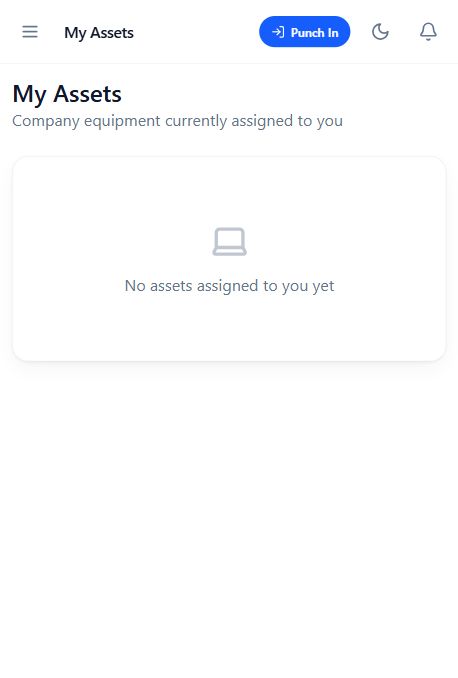 My Assets
Punch In
My Assets
Company equipment currently assigned to you
No assets assigned to you yet